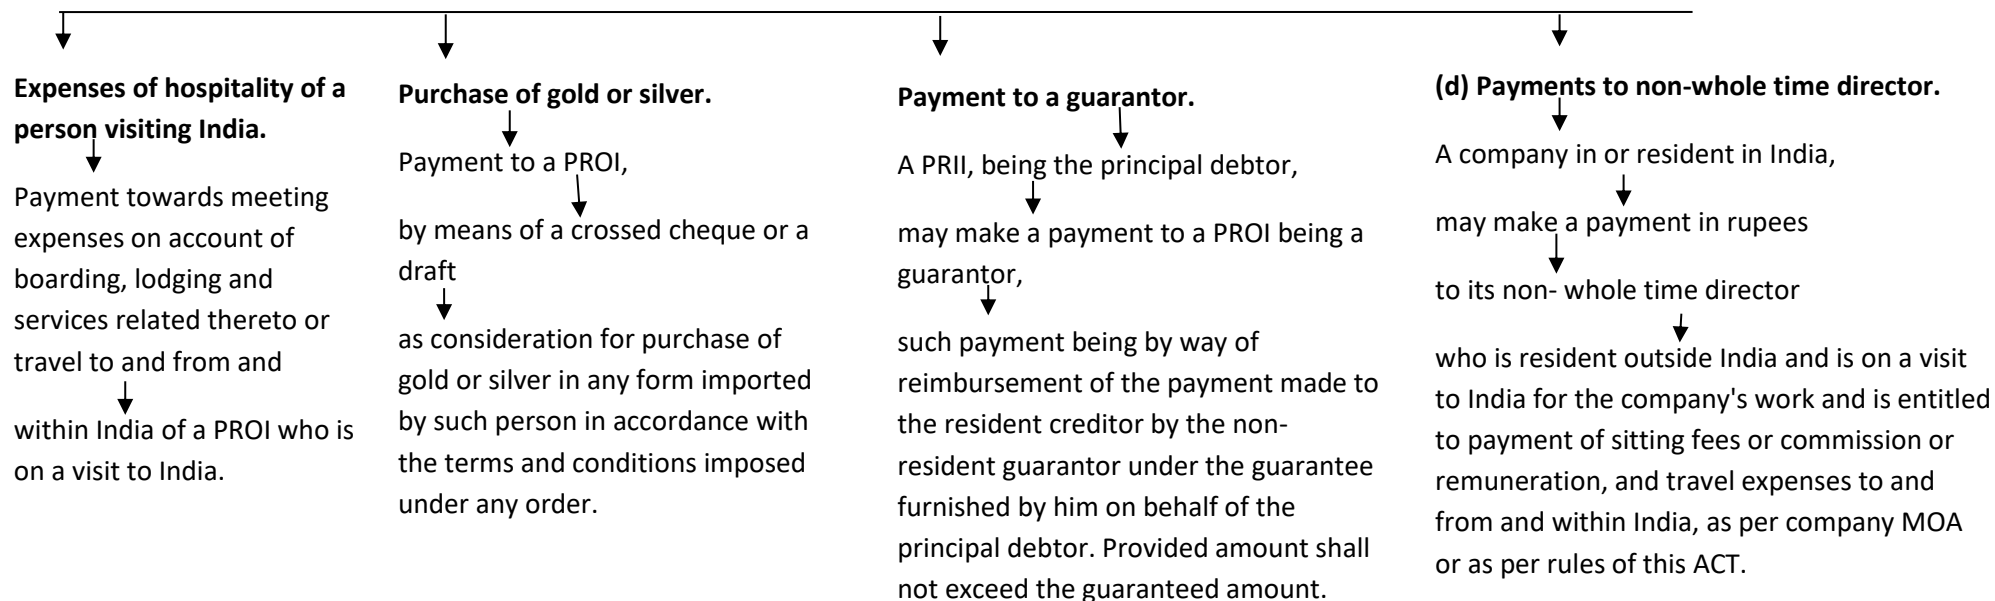 Expenses of hospitality of a
person visiting India.
Payment towards meeting
expenses on account of
boarding, lodging and
services related thereto or
travel to and from and
within India of a PROI who is
on a visit to India.
Purchase of gold or silver.
Payment to a PROI,
by means of a crossed cheque or a
draft
as consideration for purchase of
gold or silver in any form imported
by such person in accordance with
the terms and conditions imposed
under any order.
Payment to a guarantor.
A PRII, being the principal debtor,
may make a payment to a PROI being a
guarantor,
such payment being by way of
reimbursement of the payment made to
the resident creditor by the non-
resident guarantor under the guarantee
furnished by him on behalf of the
principal debtor. Provided amount shall
not exceed the guaranteed amount.
(d) Payments to non-whole time director.
A company in or resident in India,
may make a payment in rupees
to its non- whole time director
who is resident outside India and is on a visit
to India for the company's work and is entitled
to payment of sitting fees or commission or
remuneration, and travel expenses to and
from and within India, as per company MOA
or as per rules of this ACT.